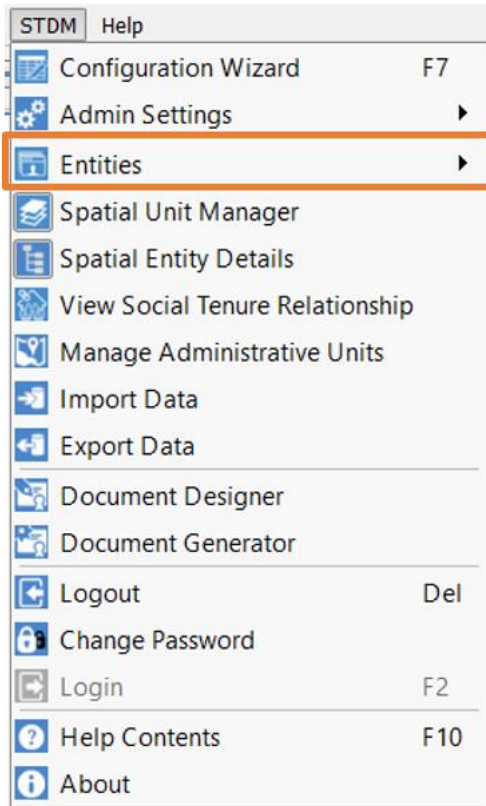 STDM Help
Configuration Wizard F7
Admin Settings
Entities
Spatial Unit Manager
Spatial Entity Details
View Social Tenure Relationship
Manage Administrative Units
Import Data
Export Data
Document Designer
Document Generator
Logout Del
Change Password
Login F2
Help Contents F10
About